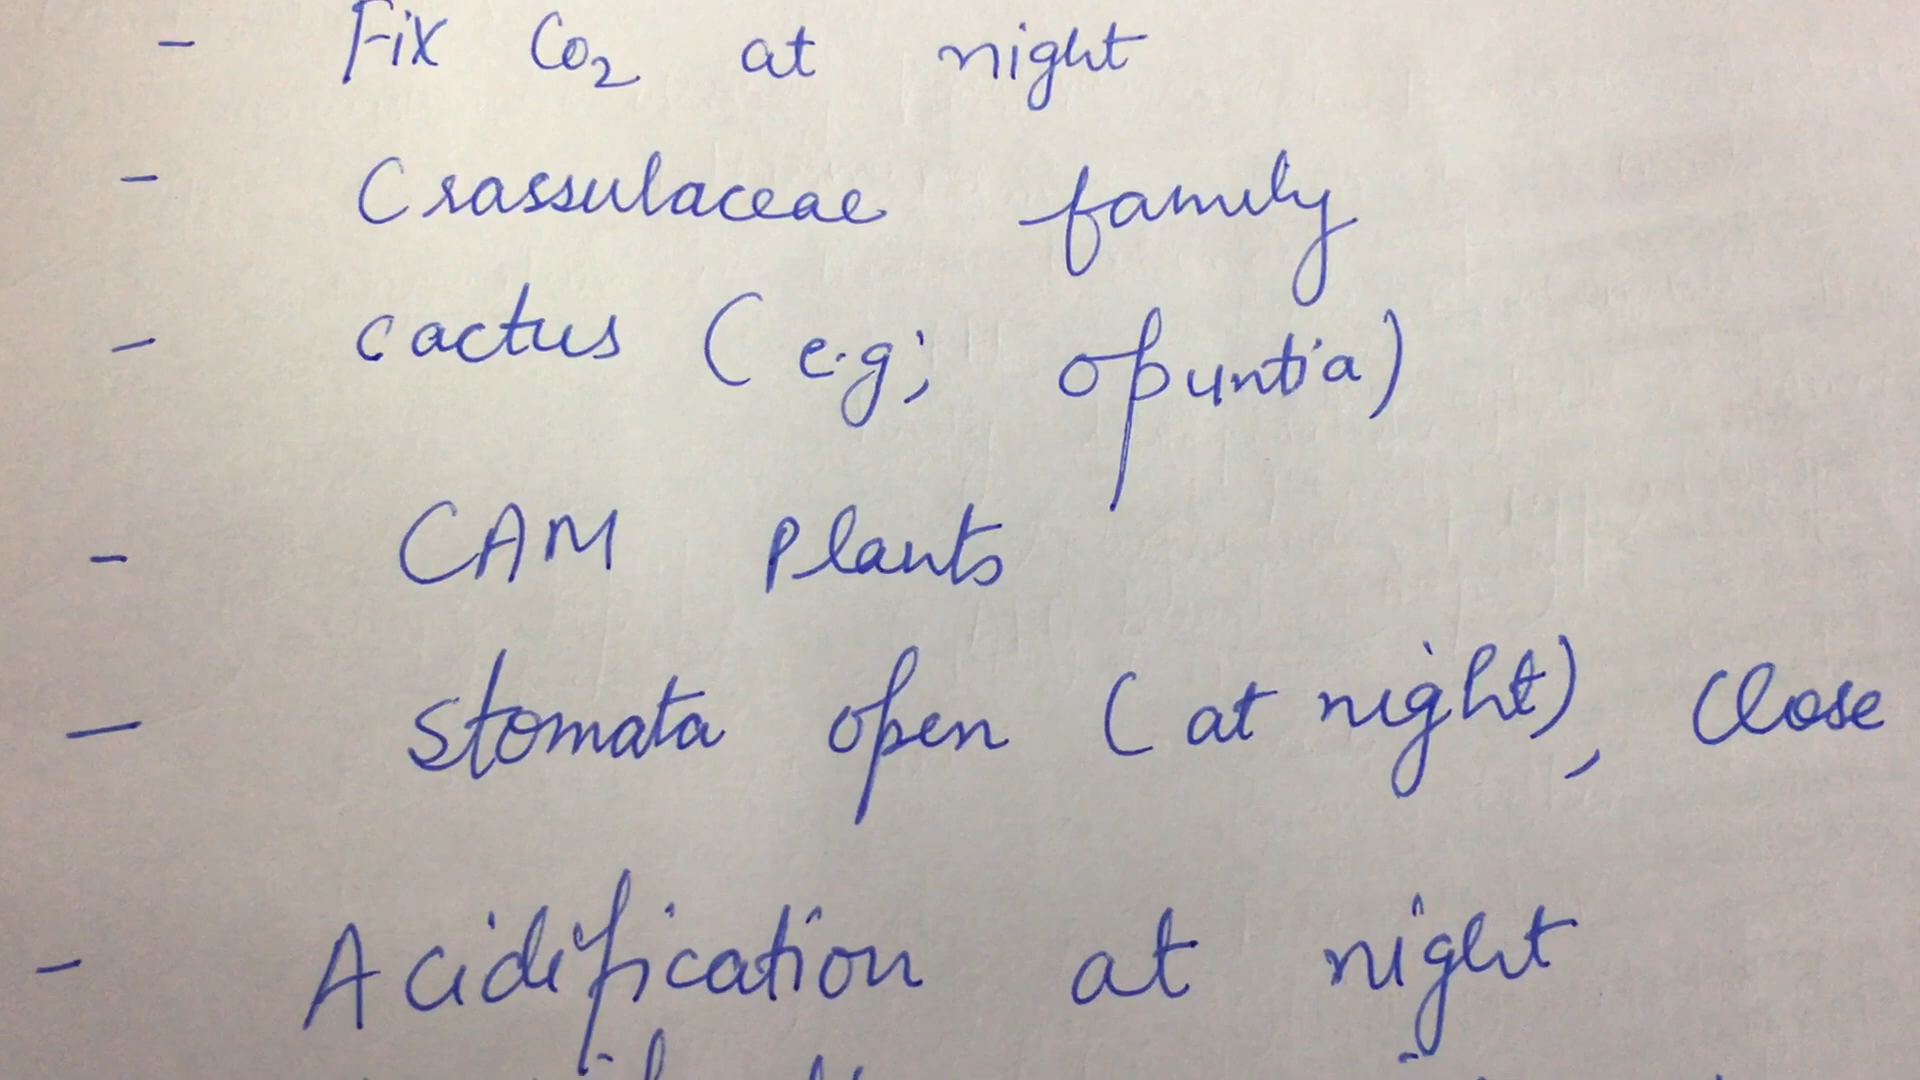 - Fix Co2 at night
- Crassulaceae family
- cactus (e.g; opuntia)
- CAM Plants
- stomata open (at night), Close
- Acidification at night